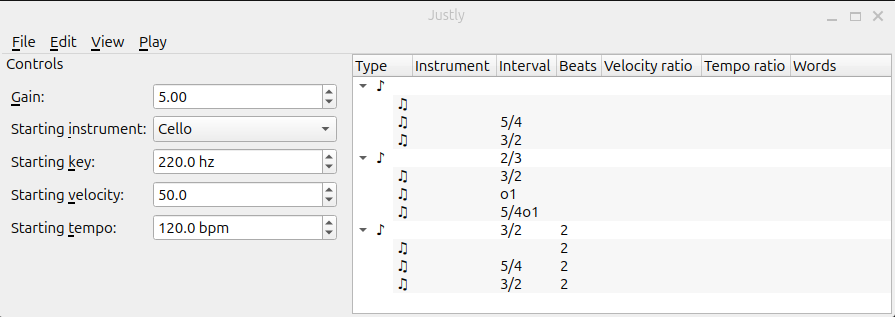 Justly
File Edit View Play
Controls
Gain: 5.00
Starting instrument: Cello
Starting key: 220.0 hz
Starting velocity: 50.0
Starting tempo: 120.0 bpm
Type Instrument Interval Beats Velocity ratio Tempo ratio Words
♪
♫
♫ 5/4
♫ 3/2
♪ 2/3
♫ 3/2
♫ o1
♫ 5/4o1
♪ 3/2 2
♫ 2
♫ 5/4 2
♫ 3/2 2